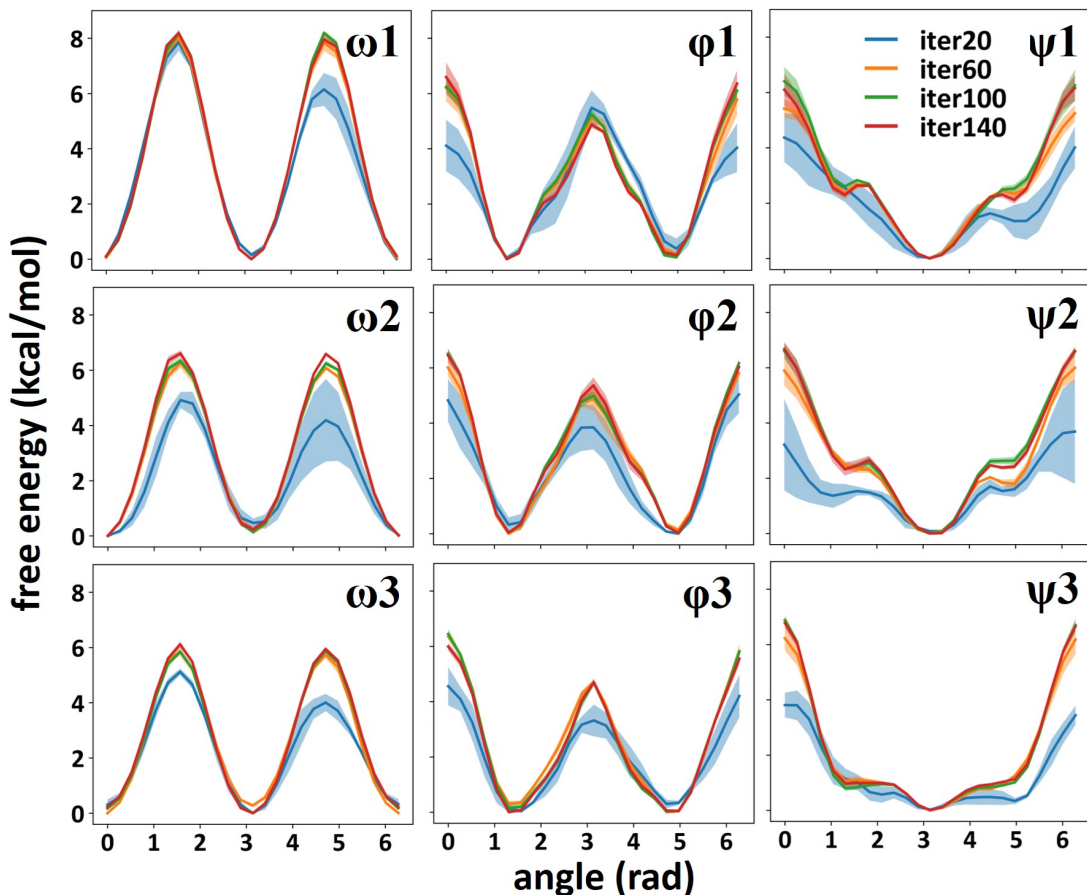 8
6
4
2
0
ω1
φ1
ψ1
iter20
iter60
iter100
iter140
free energy (kcal/mol)
8
6
4
2
0
ω2
φ2
ψ2
8
6
4
2
0
ω3
φ3
ψ3
0 1 2 3 4 5 6
0 1 2 3 4 5 6
0 1 2 3 4 5 6
angle (rad)